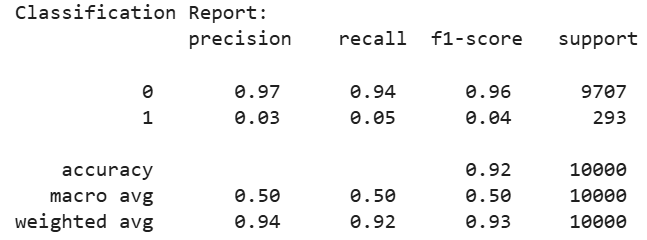 Classification Report:
precision recall f1-score support
0 0.97 0.94 0.96 9707
1 0.03 0.05 0.04 293
accuracy 0.92 10000
macro avg 0.50 0.50 0.50 10000
weighted avg 0.94 0.92 0.93 10000